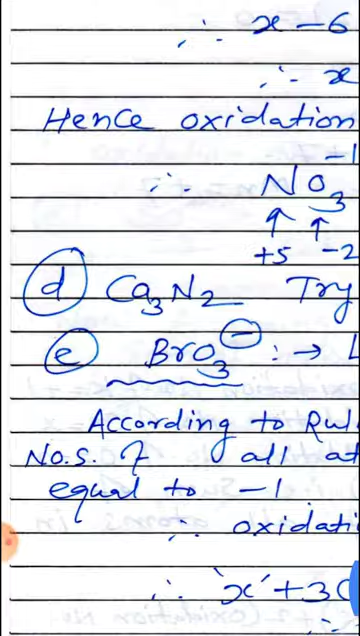 ∴ x - 6
∴ x
Hence oxidation
∴ NO₃⁻¹
↑ ↑
+5 -2
(d) Ca₃N₂ Try
(e) BrO₃⁻ :→ L
According to Rul
No.s. of all at
equal to -1
∴ oxidati
∴ 'x' + 3(